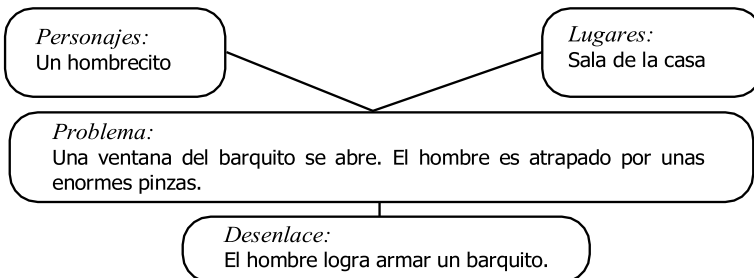 Personajes:
Un hombrecito
Lugares:
Sala de la casa
Problema:
Una ventana del barquito se abre. El hombre es atrapado por unas
enormes pinzas.
Desenlace:
El hombre logra armar un barquito.